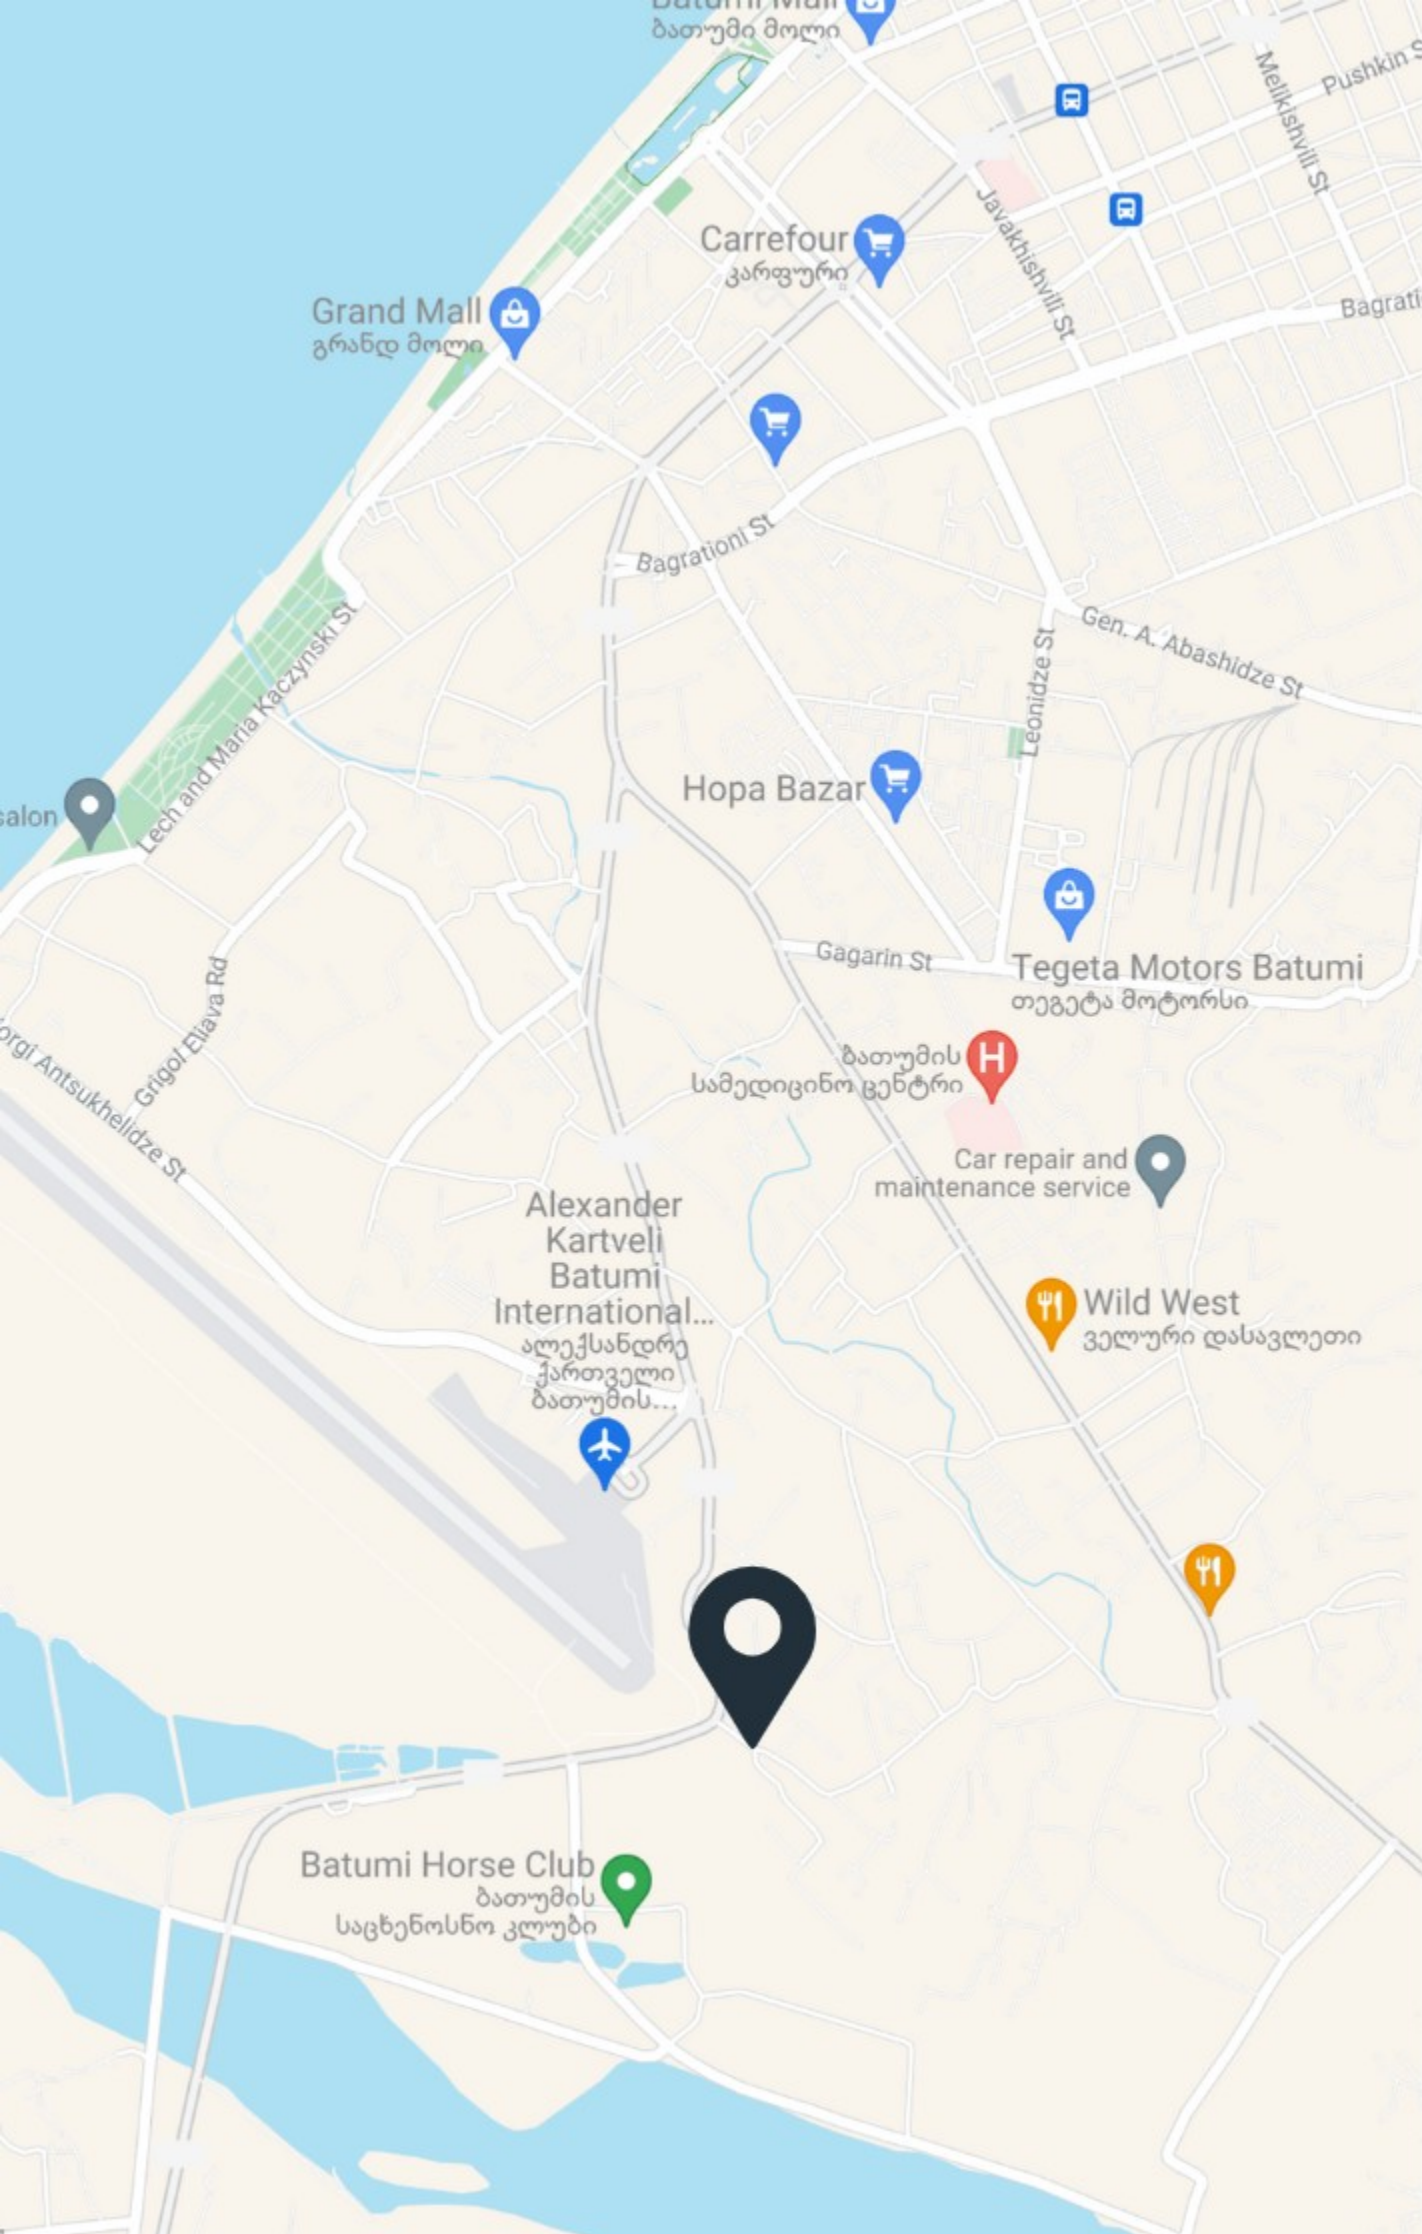 Batumi Mall
ბათუმი მოლი
Pushkin S
Melikishvili St
Javakhishvili St
Carrefour
კარფური
Grand Mall
გრანდ მოლი
Bagrati
Bagrationi St
Gen. A. Abashidze St
Leonidze St
Lech and Maria Kaczynski St
Hopa Bazar
salon
Gagarin St
Tegeta Motors Batumi
თეგეტა მოტორსი
Grigol Eliava Rd
orgi Antsukhelidze St
ბათუმის
სამედიცინო ცენტრი
H
Car repair and
maintenance service
Alexander
Kartveli
Batumi
International...
ალექსანდრე
ქართველი
ბათუმის...
Wild West
ველური დასავლეთი
Batumi Horse Club
ბათუმის
საცხენოსნო კლუბი